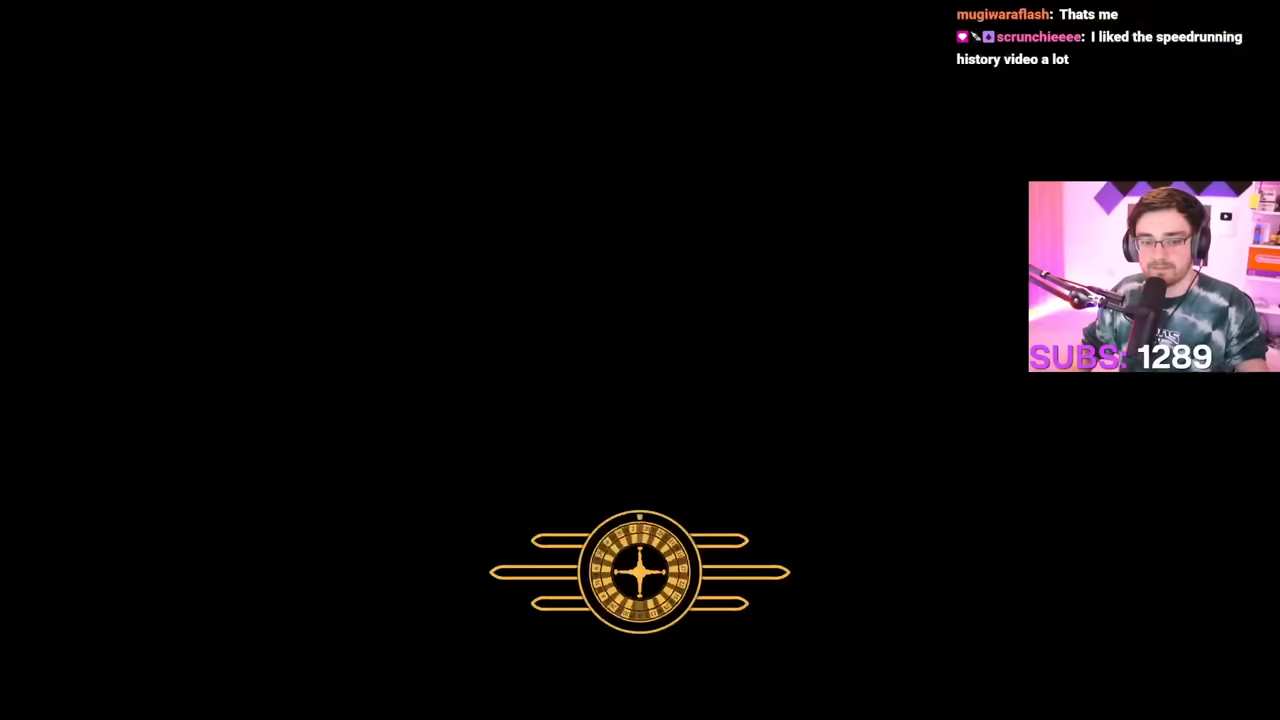 mugiwaraflash: Thats me
scrunchieeee: I liked the speedrunning
history video a lot
SUBS: 1289